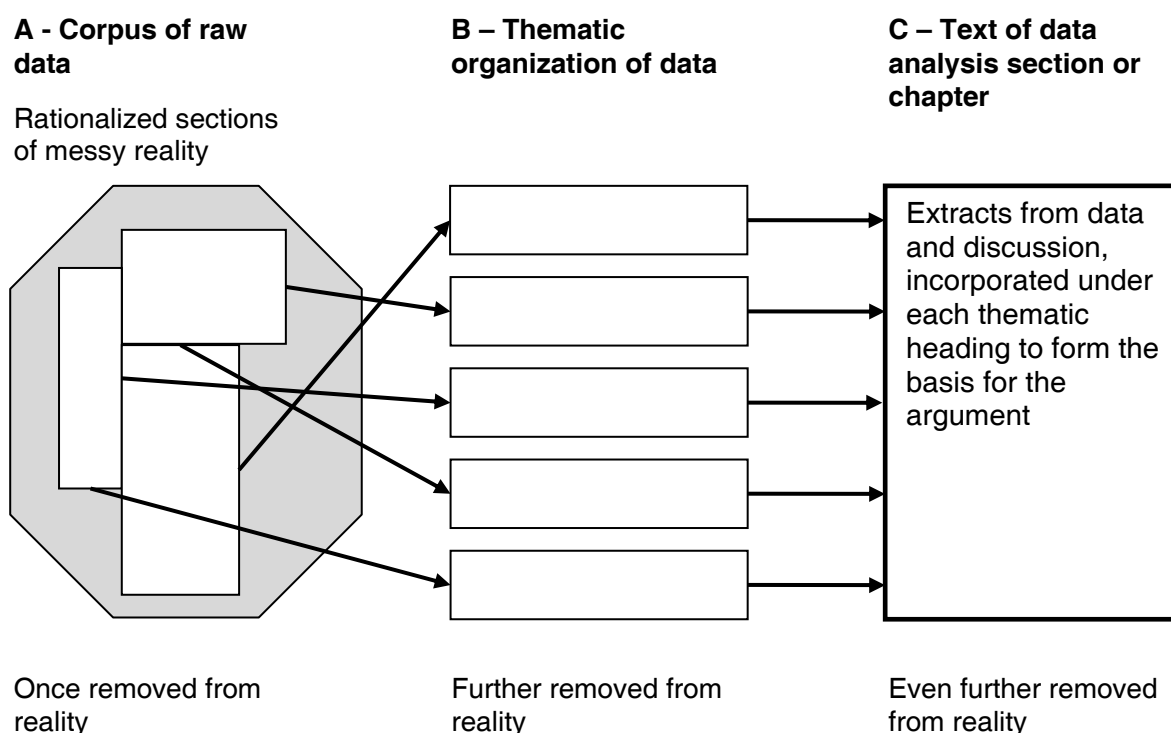 A - Corpus of raw
data
Rationalized sections
of messy reality
B – Thematic
organization of data
C – Text of data
analysis section or
chapter
Extracts from data
and discussion,
incorporated under
each thematic
heading to form the
basis for the
argument
Once removed from
reality
Further removed from
reality
Even further removed
from reality